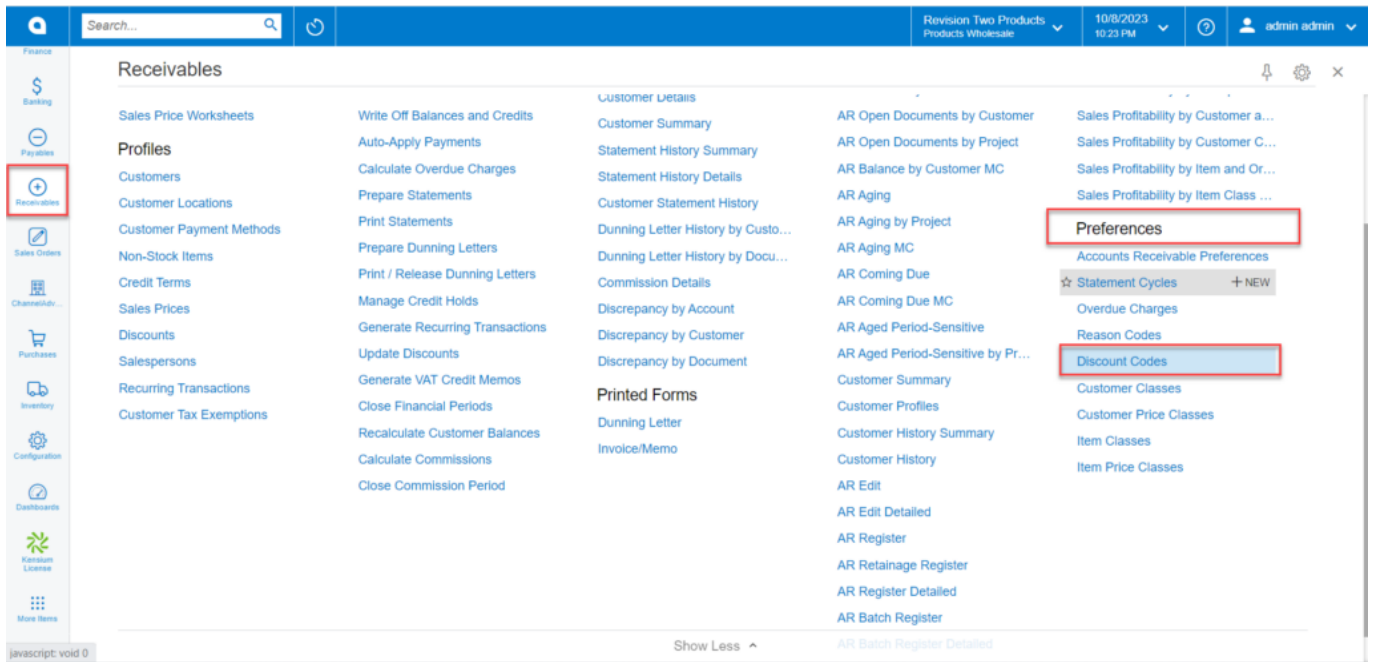 Search...
Revision Two Products
Products Wholesale
10/8/2023
10:23 PM
admin admin
Finance
Banking
Payables
Receivables
Sales Orders
ChannelAdv...
Purchases
Inventory
Configuration
Dashboards
Kensium
License
More Items
Receivables
Sales Price Worksheets
Profiles
Customers
Customer Locations
Customer Payment Methods
Non-Stock Items
Credit Terms
Sales Prices
Discounts
Salespersons
Recurring Transactions
Customer Tax Exemptions
Write Off Balances and Credits
Auto-Apply Payments
Calculate Overdue Charges
Prepare Statements
Print Statements
Prepare Dunning Letters
Print / Release Dunning Letters
Manage Credit Holds
Generate Recurring Transactions
Update Discounts
Generate VAT Credit Memos
Close Financial Periods
Recalculate Customer Balances
Calculate Commissions
Close Commission Period
Customer Details
Customer Summary
Statement History Summary
Statement History Details
Customer Statement History
Dunning Letter History by Custo...
Dunning Letter History by Docu...
Commission Details
Discrepancy by Account
Discrepancy by Customer
Discrepancy by Document
Printed Forms
Dunning Letter
Invoice/Memo
AR Open Documents by Customer
AR Open Documents by Project
AR Balance by Customer MC
AR Aging
AR Aging by Project
AR Aging MC
AR Coming Due
AR Coming Due MC
AR Aged Period-Sensitive
AR Aged Period-Sensitive by Pr...
Customer Summary
Customer Profiles
Customer History Summary
Customer History
AR Edit
AR Edit Detailed
AR Register
AR Retainage Register
AR Register Detailed
AR Batch Register
AR Batch Register Detailed
Sales Profitability by Customer a...
Sales Profitability by Customer C...
Sales Profitability by Item and Or...
Sales Profitability by Item Class ...
Preferences
Accounts Receivable Preferences
Statement Cycles
+ NEW
Overdue Charges
Reason Codes
Discount Codes
Customer Classes
Customer Price Classes
Item Classes
Item Price Classes
Show Less
javascript: void 0